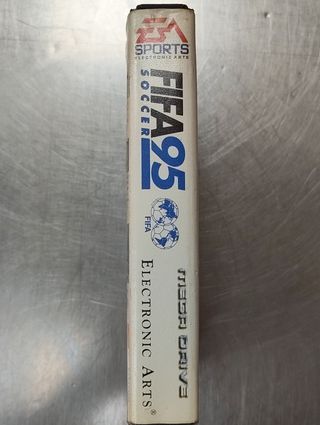 EA
SPORTS
ELECTRONIC ARTS
FIFA 95
SOCCER
FIFA
ELECTRONIC ARTS®
MEGA DRIVE